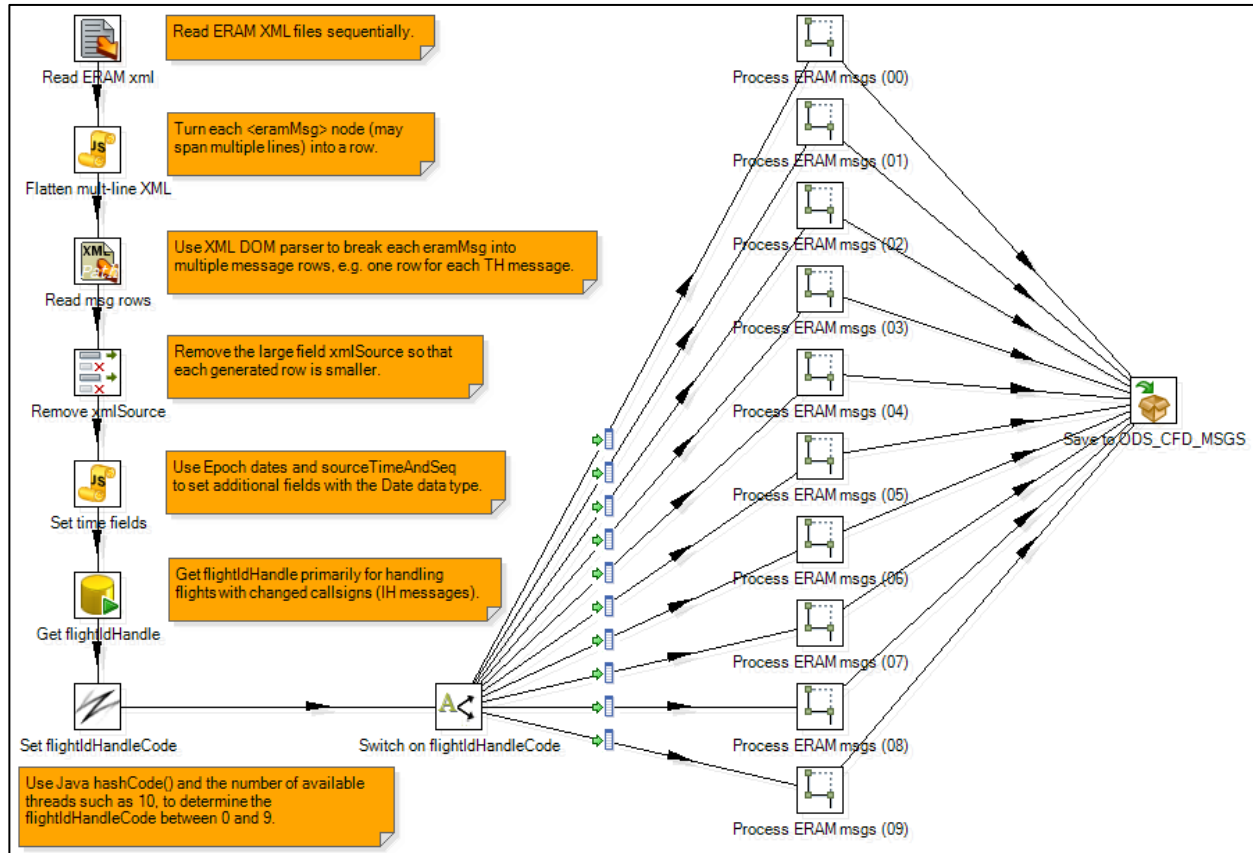 Read ERAM xml
Read ERAM XML files sequentially.
JS
Flatten mult-line XML
Turn each <eramMsg> node (may
span multiple lines) into a row.
XML
Path
Read msg rows
Use XML DOM parser to break each eramMsg into
multiple message rows, e.g. one row for each TH message.
Remove xmlSource
Remove the large field xmlSource so that
each generated row is smaller.
JS
Set time fields
Use Epoch dates and sourceTimeAndSeq
to set additional fields with the Date data type.
Get flightIdHandle
Get flightIdHandle primarily for handling
flights with changed callsigns (IH messages).
Set flightIdHandleCode
Use Java hashCode() and the number of available
threads such as 10, to determine the
flightIdHandleCode between 0 and 9.
A
Switch on flightIdHandleCode
Process ERAM msgs (00)
Process ERAM msgs (01)
Process ERAM msgs (02)
Process ERAM msgs (03)
Process ERAM msgs (04)
Process ERAM msgs (05)
Process ERAM msgs (06)
Process ERAM msgs (07)
Process ERAM msgs (08)
Process ERAM msgs (09)
Save to ODS_CFD_MSGS